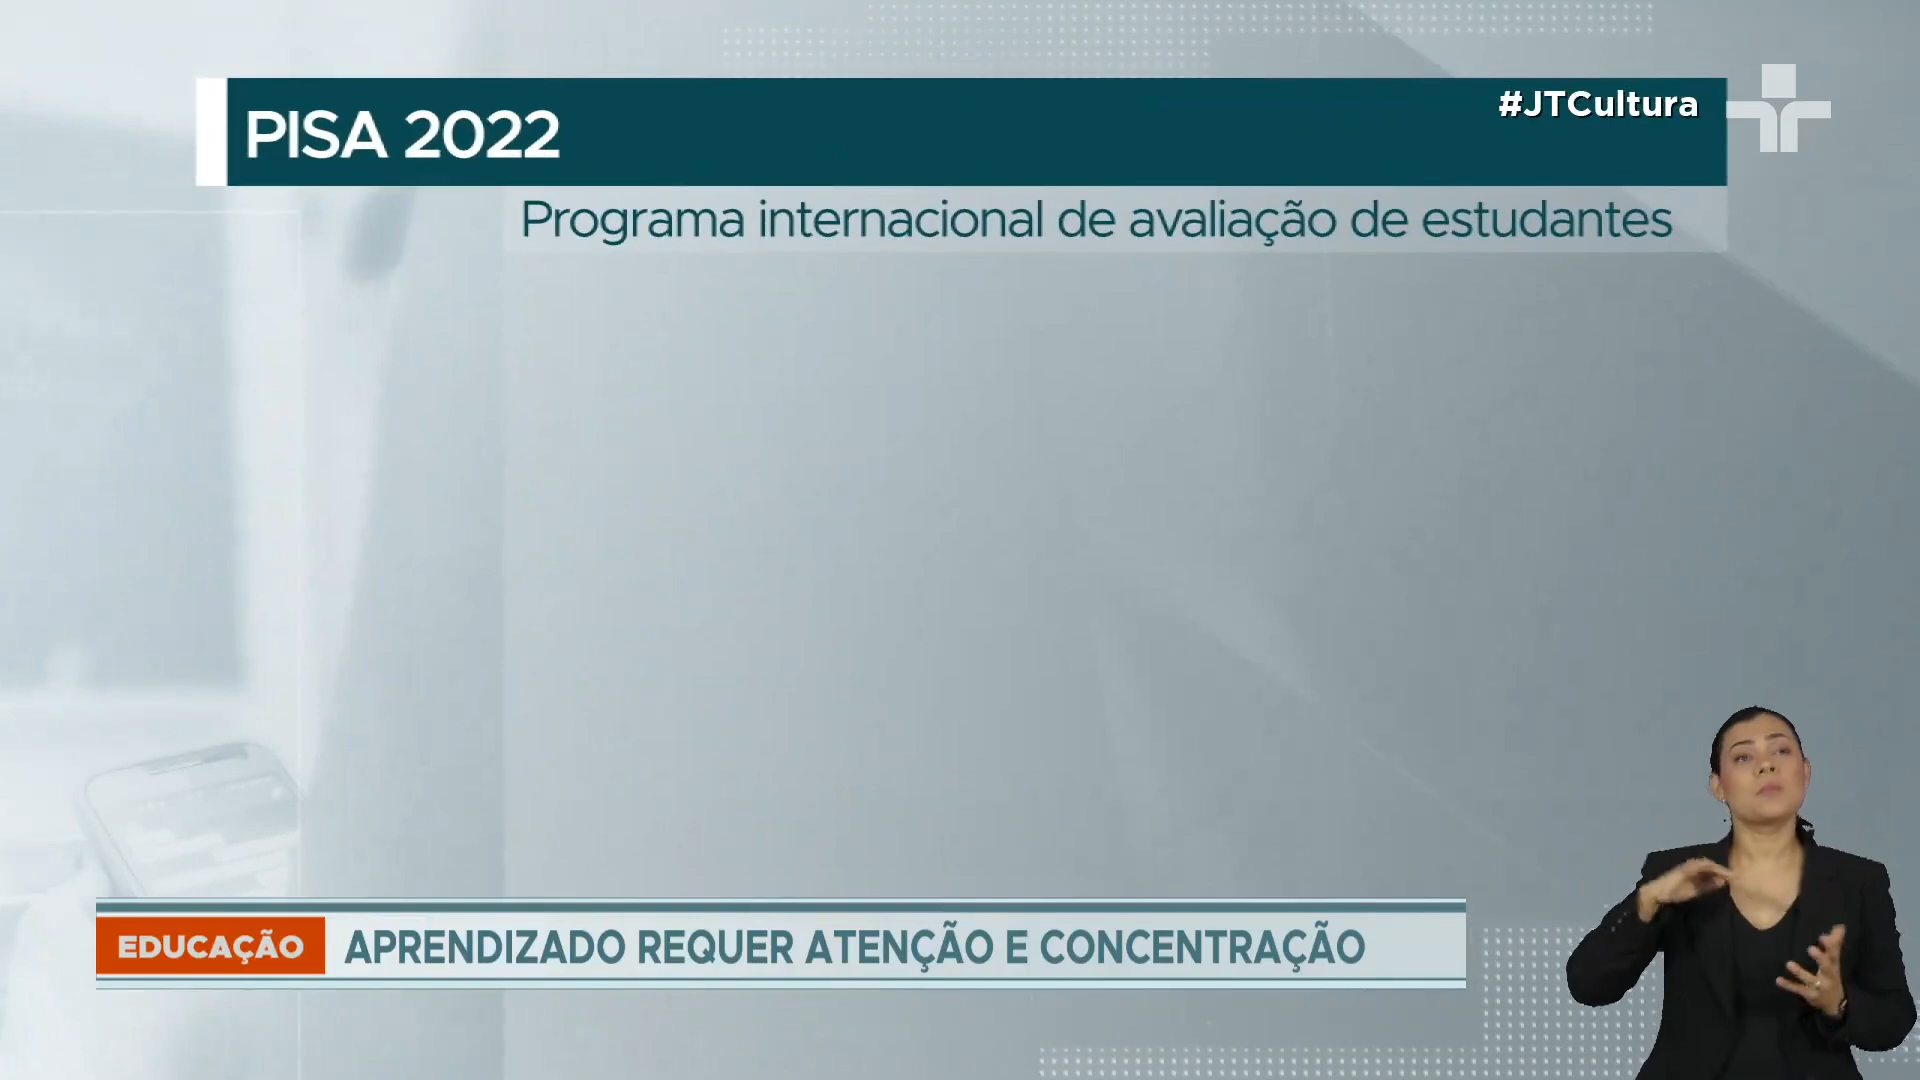 #JTCultura
PISA 2022
Programa internacional de avaliação de estudantes
EDUCAÇÃO
APRENDIZADO REQUER ATENÇÃO E CONCENTRAÇÃO